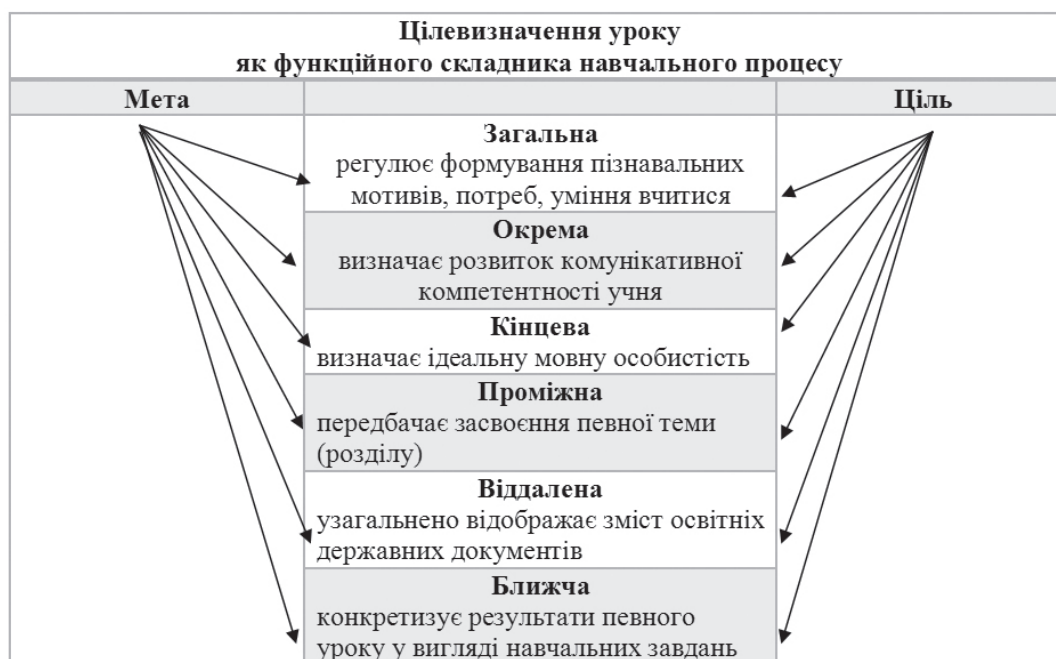 Цілевизначення уроку
як функційного складника навчального процесу
Мета
Ціль
Загальна
регулює формування пізнавальних
мотивів, потреб, уміння вчитися
Окрема
визначає розвиток комунікативної
компетентності учня
Кінцева
визначає ідеальну мовну особистість
Проміжна
передбачає засвоєння певної теми
(розділу)
Віддалена
узагальнено відображає зміст освітніх
державних документів
Ближча
конкретизує результати певного
уроку у вигляді навчальних завдань